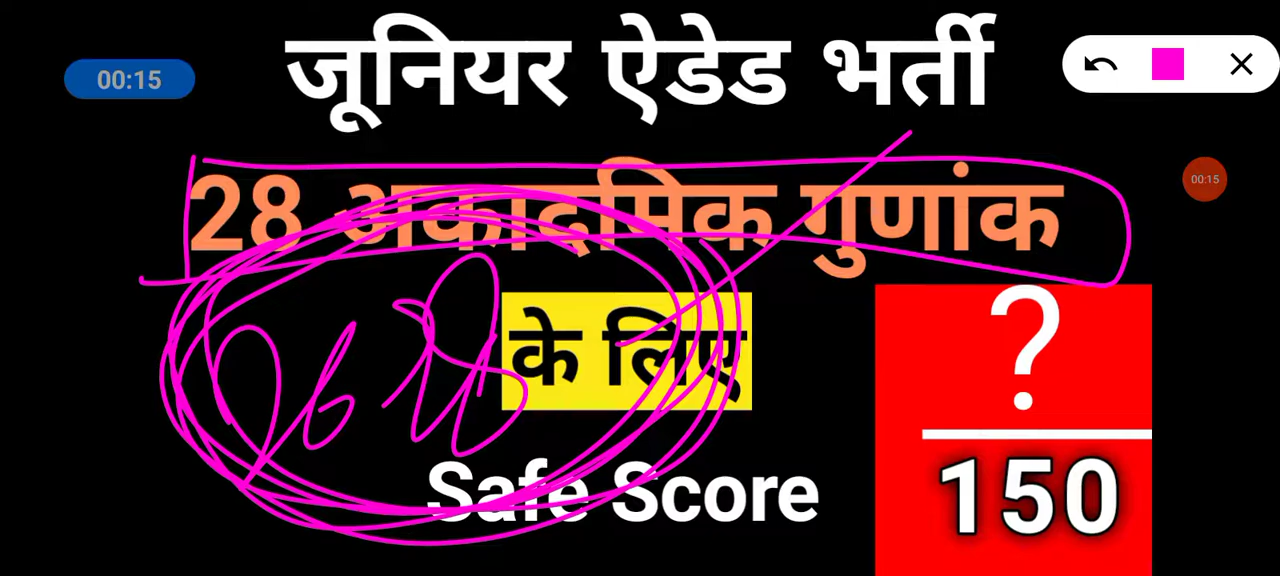 जूनियर ऐडेड भर्ती
00:15
28 अकादमिक गुणांक
00:15
के लिए
?
150
Safe Score